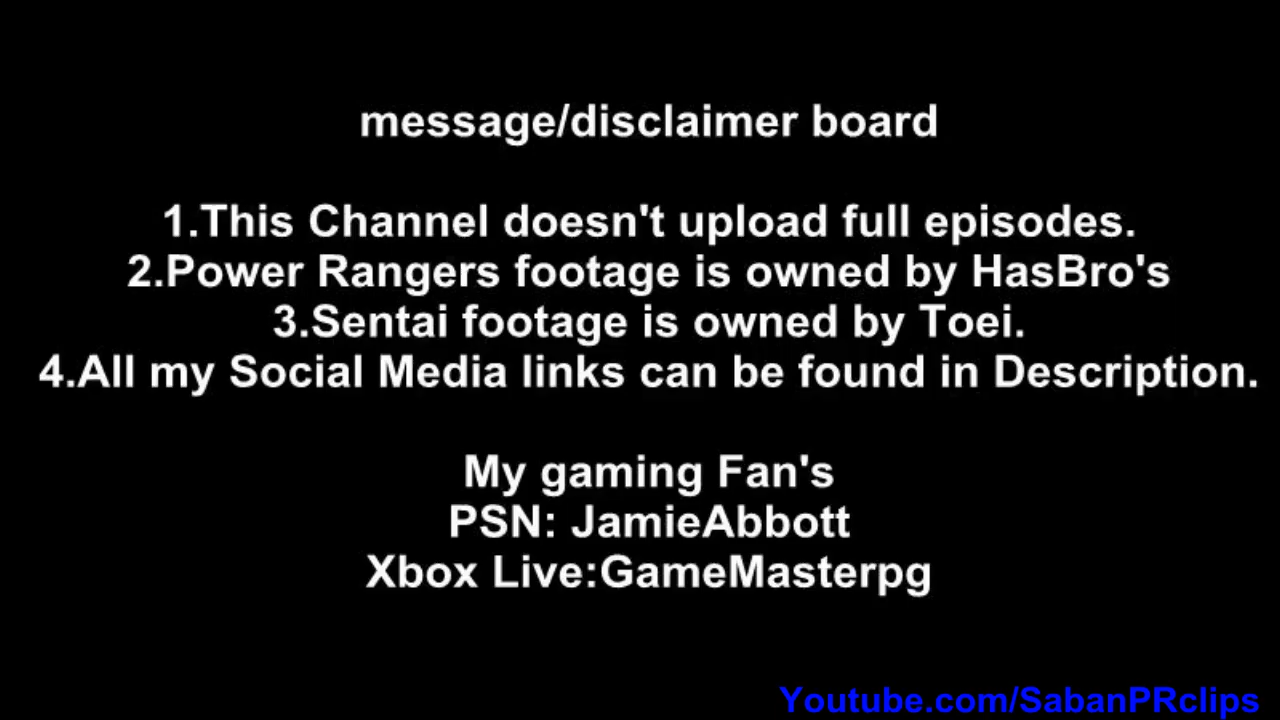 message/disclaimer board
1.This Channel doesn't upload full episodes.
2.Power Rangers footage is owned by HasBro's
3.Sentai footage is owned by Toei.
4.All my Social Media links can be found in Description.
My gaming Fan's
PSN: JamieAbbott
Xbox Live:GameMasterpg
Youtube.com/SabanPRclips